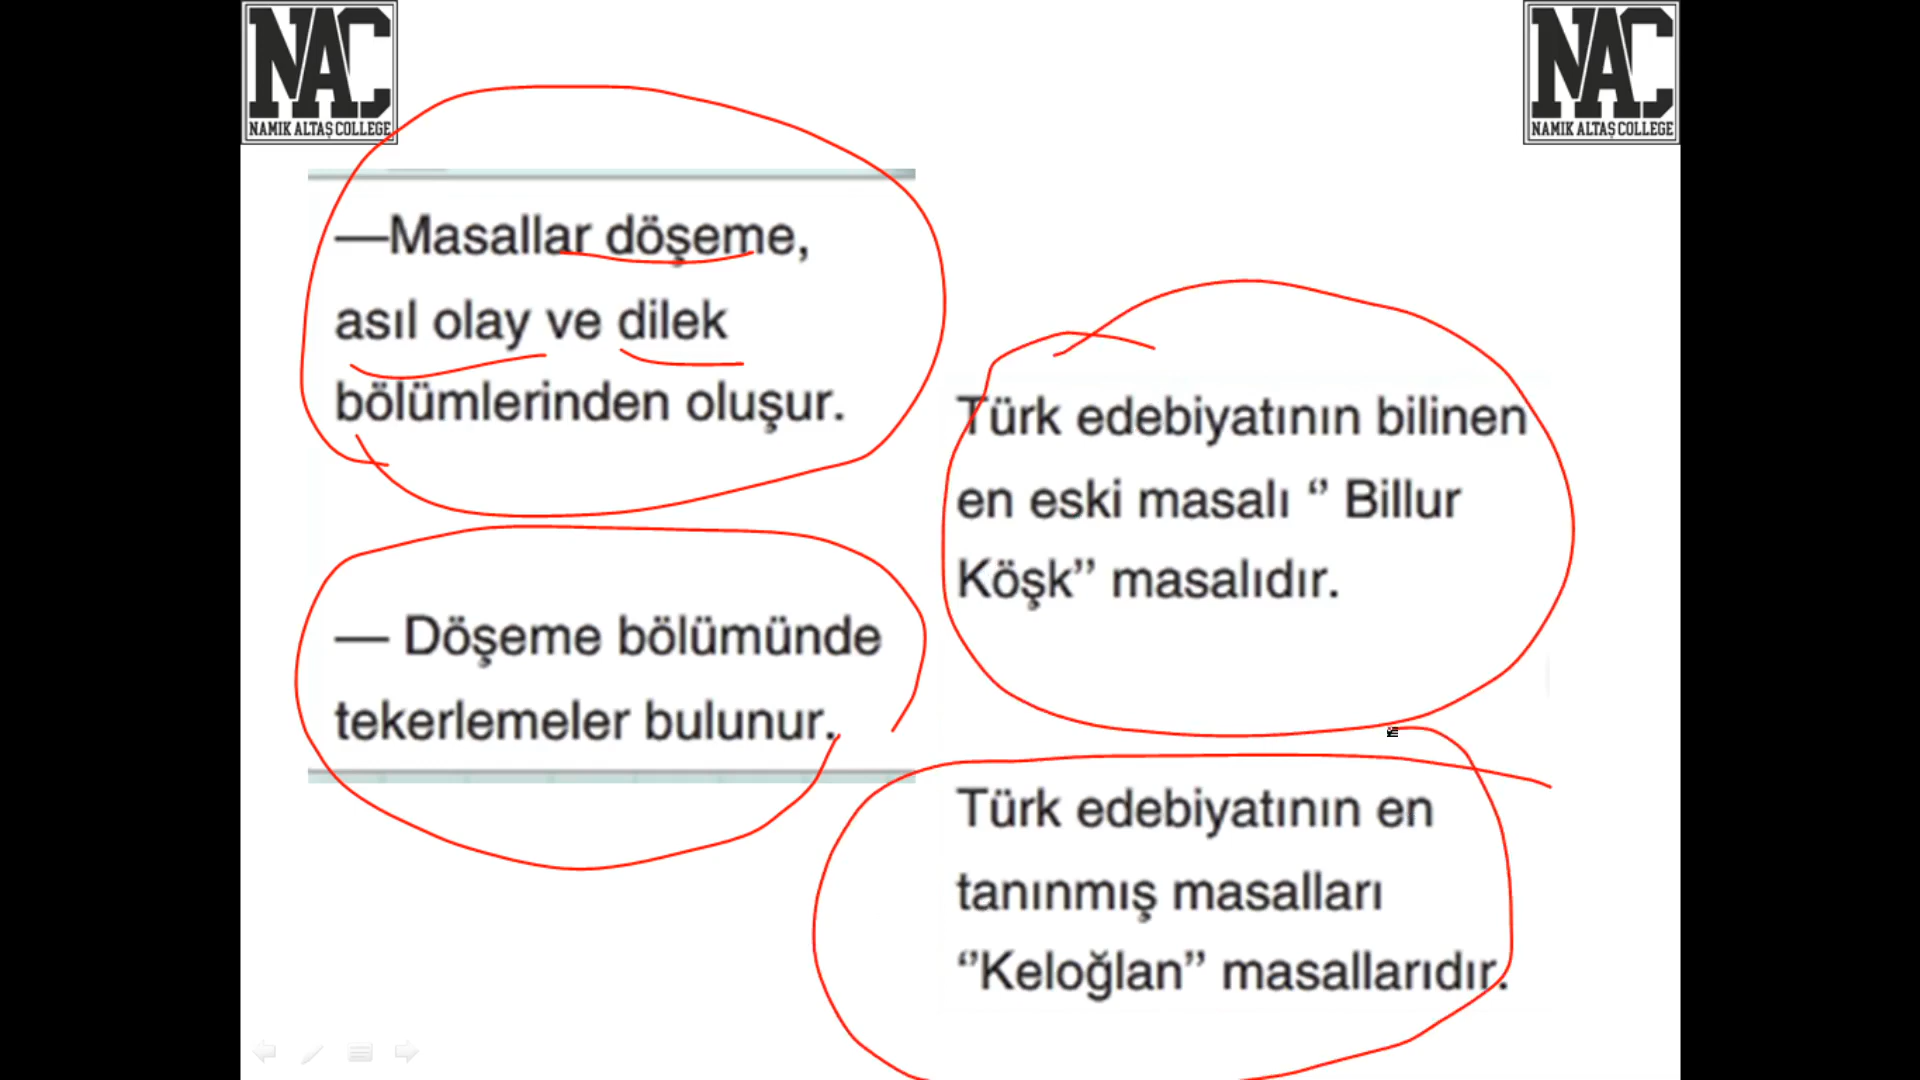 NAC
NAMIK ALTAŞ COLLEGE
NAC
NAMIK ALTAŞ COLLEGE
—Masallar döşeme,
asıl olay ve dilek
bölümlerinden oluşur.
— Döşeme bölümünde
tekerlemeler bulunur.
Türk edebiyatının bilinen
en eski masalı ‘’ Billur
Köşk’’ masalıdır.
Türk edebiyatının en
tanınmış masalları
‘’Keloğlan’’ masallarıdır.